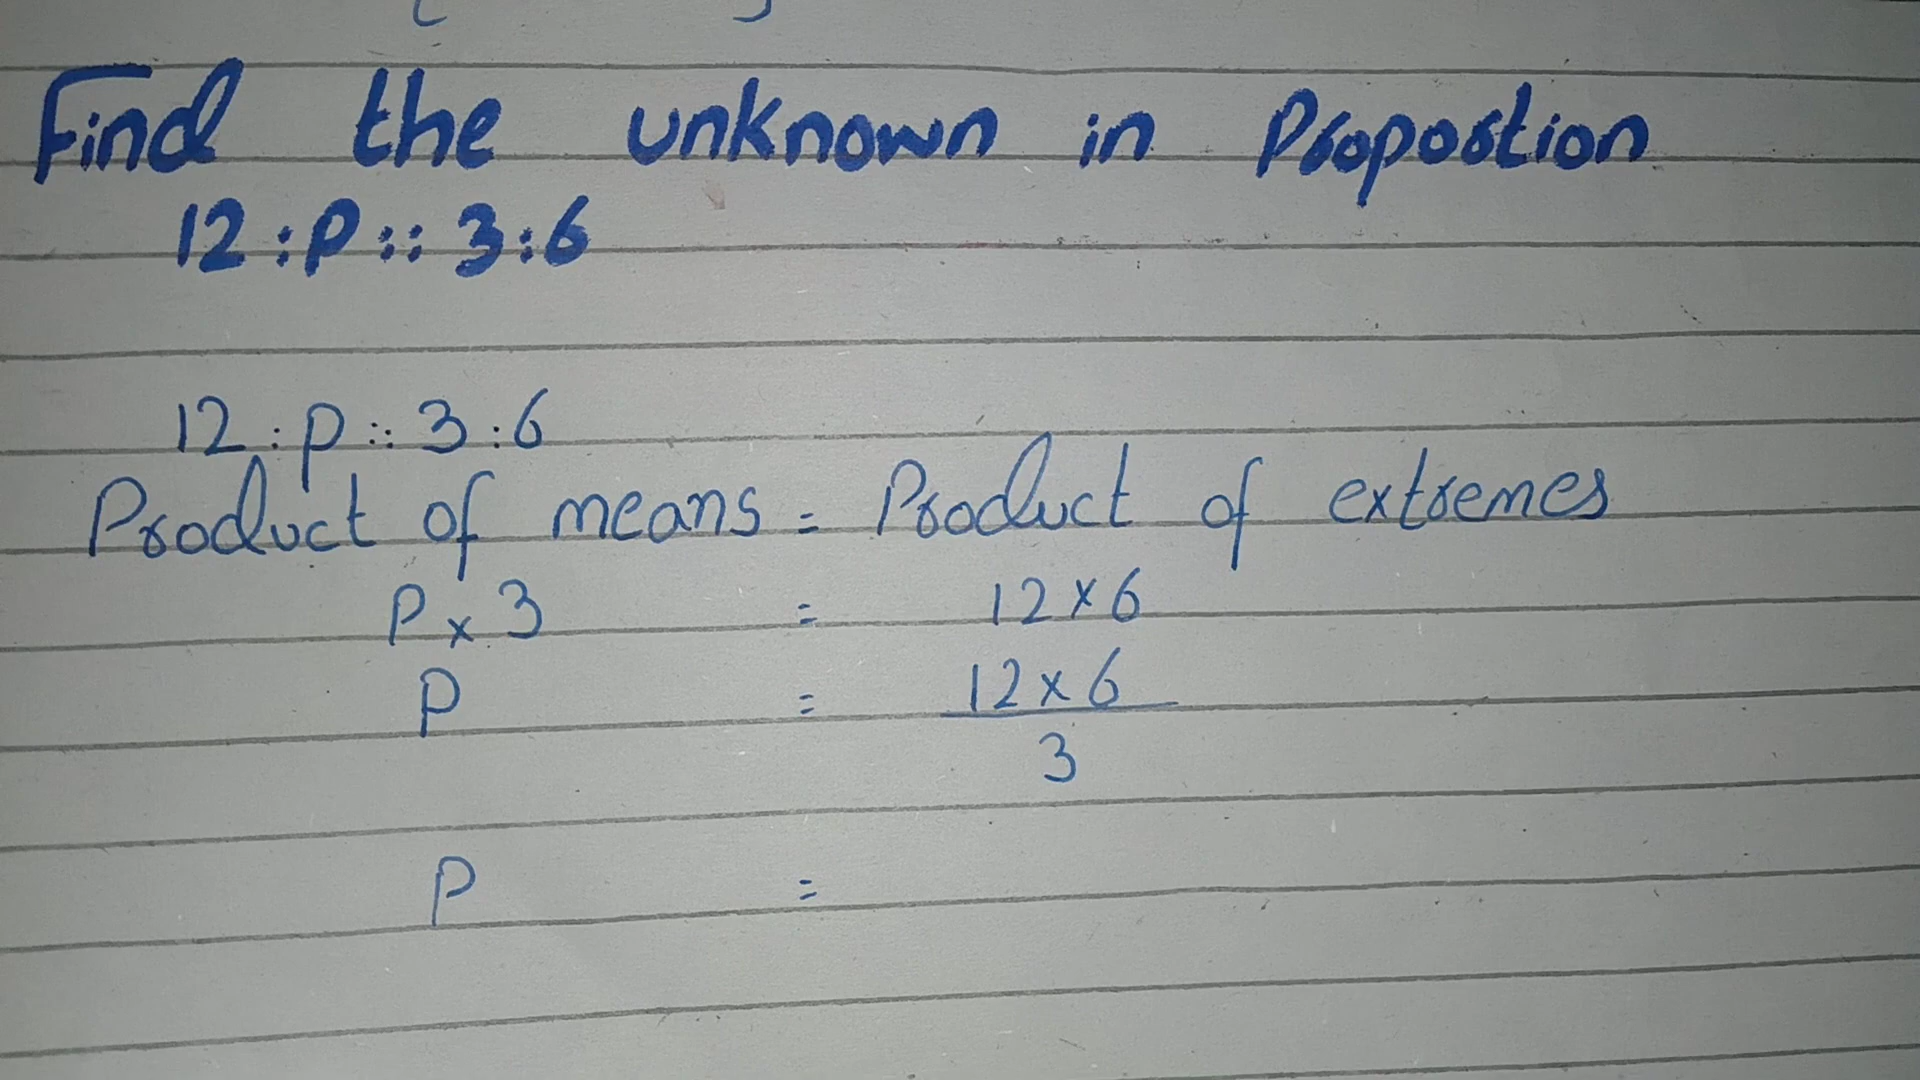 Find the unknown in Proportion
12:P::3:6
12:p::3:6
Product of means = Product of extremes
P x 3 = 12 x 6
P = 12 x 6
3
P =